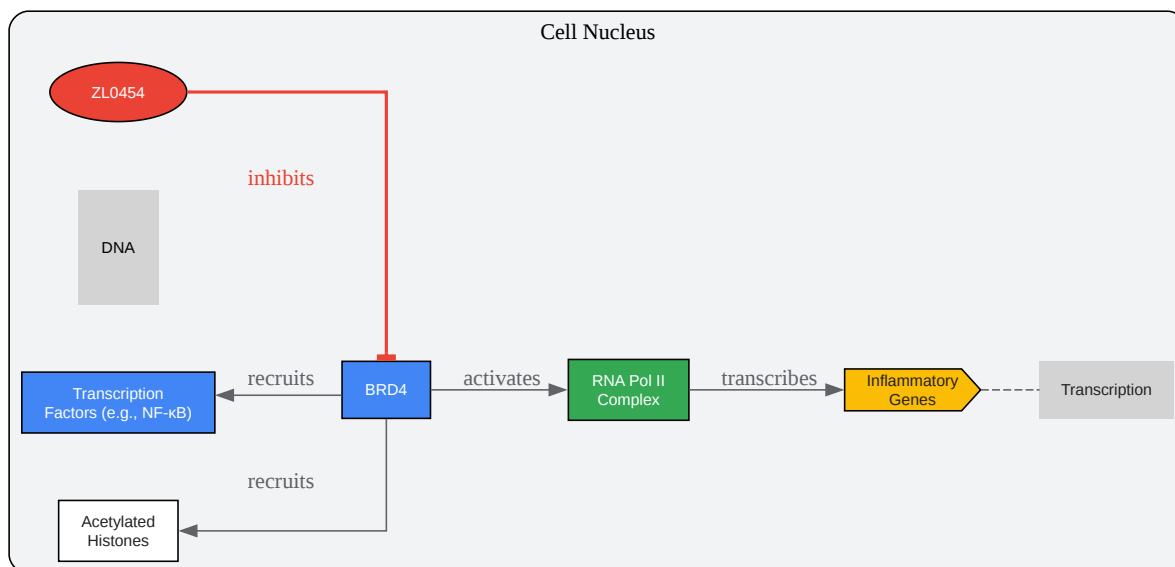 Cell Nucleus
ZL0454
inhibits
DNA
recruits
activates
transcribes
Transcription
Factors (e.g., NF-κB)
BRD4
RNA Pol II
Complex
Inflammatory
Genes
Transcription
recruits
Acetylated
Histones